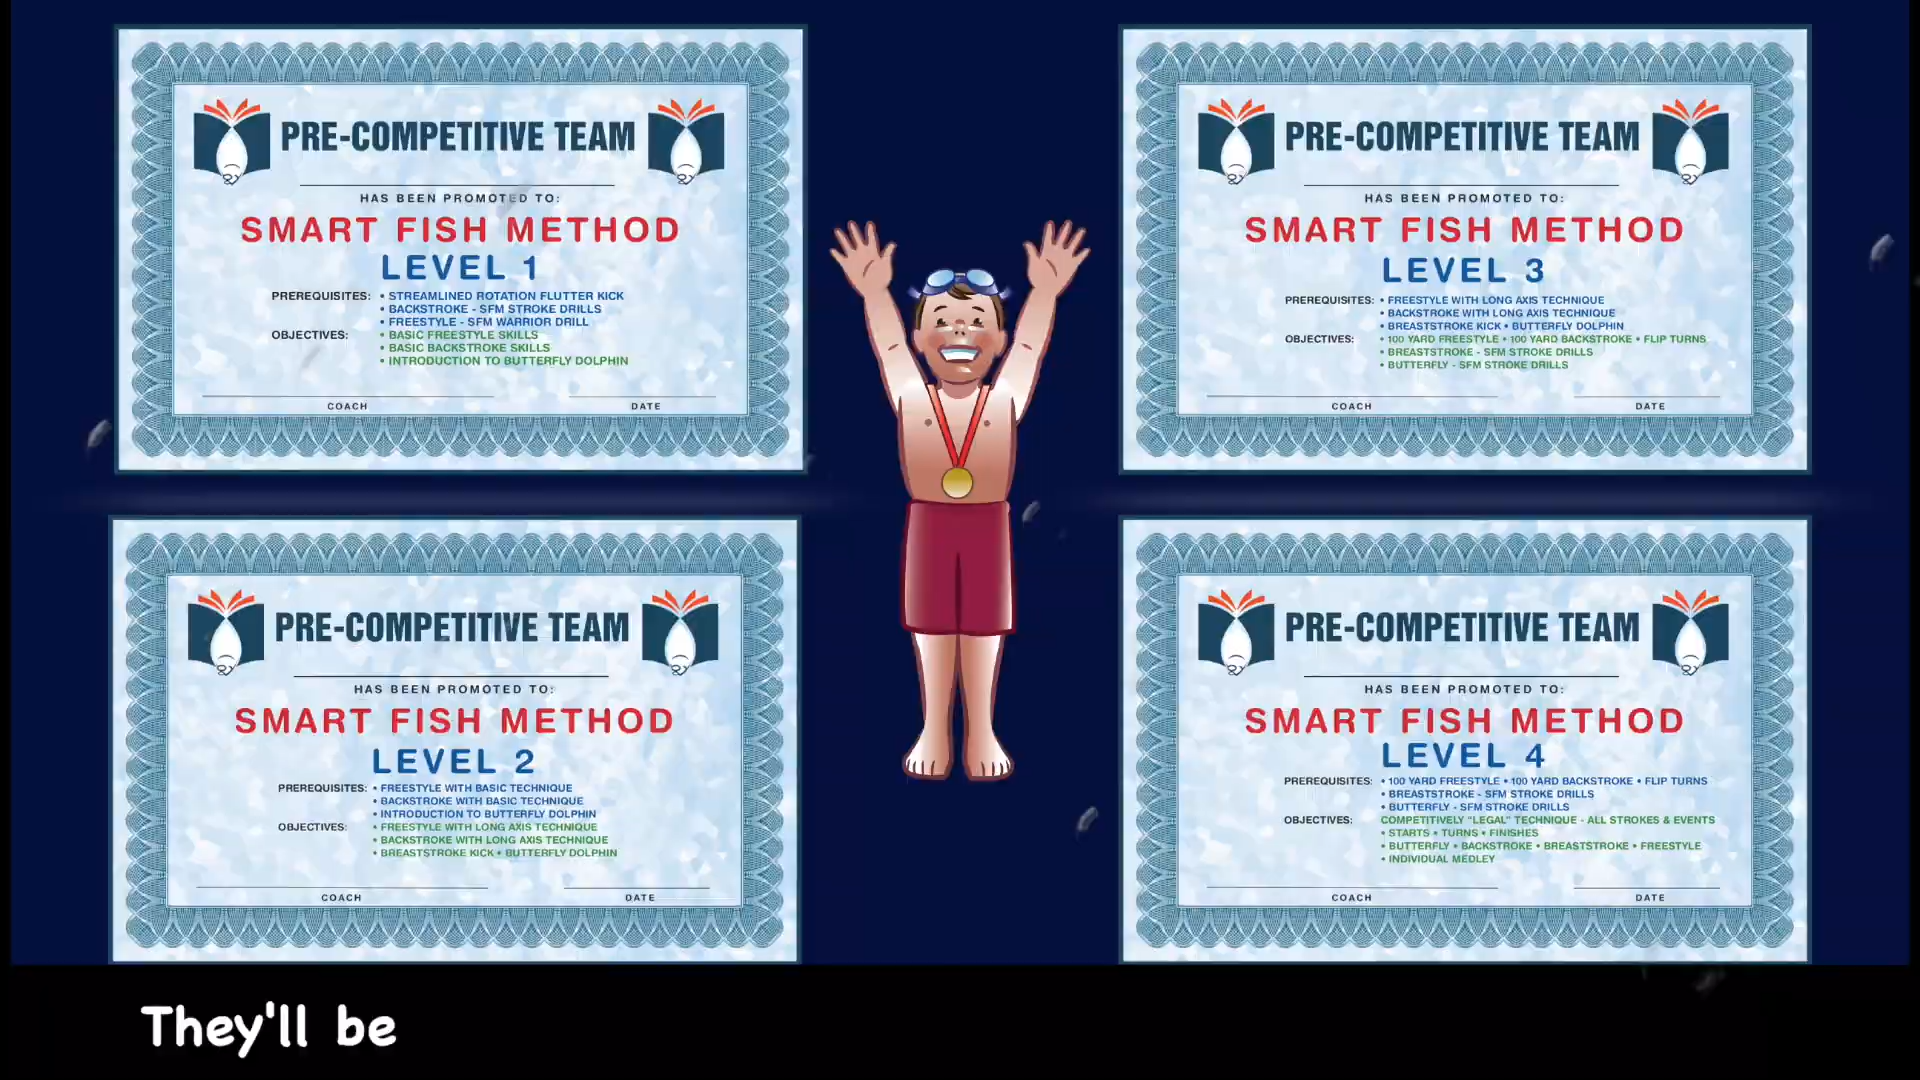 PRE-COMPETITIVE TEAM
HAS BEEN PROMOTED TO:
SMART FISH METHOD
LEVEL 1
PREREQUISITES: • STREAMLINED ROTATION FLUTTER KICK
• BACKSTROKE - SFM STROKE DRILLS
• FREESTYLE - SFM WARRIOR DRILL
OBJECTIVES: • BASIC FREESTYLE SKILLS
• BASIC BACKSTROKE SKILLS
• INTRODUCTION TO BUTTERFLY DOLPHIN
COACH DATE
PRE-COMPETITIVE TEAM
HAS BEEN PROMOTED TO:
SMART FISH METHOD
LEVEL 3
PREREQUISITES: • FREESTYLE WITH LONG AXIS TECHNIQUE
• BACKSTROKE WITH LONG AXIS TECHNIQUE
• BREASTSTROKE KICK • BUTTERFLY DOLPHIN
OBJECTIVES: • 100 YARD FREESTYLE • 100 YARD BACKSTROKE • FLIP TURNS
• BREASTSTROKE - SFM STROKE DRILLS
• BUTTERFLY - SFM STROKE DRILLS
COACH DATE
PRE-COMPETITIVE TEAM
HAS BEEN PROMOTED TO:
SMART FISH METHOD
LEVEL 2
PREREQUISITES: • FREESTYLE WITH BASIC TECHNIQUE
• BACKSTROKE WITH BASIC TECHNIQUE
• INTRODUCTION TO BUTTERFLY DOLPHIN
OBJECTIVES: • FREESTYLE WITH LONG AXIS TECHNIQUE
• BACKSTROKE WITH LONG AXIS TECHNIQUE
• BREASTSTROKE KICK • BUTTERFLY DOLPHIN
COACH DATE
PRE-COMPETITIVE TEAM
HAS BEEN PROMOTED TO:
SMART FISH METHOD
LEVEL 4
PREREQUISITES: • 100 YARD FREESTYLE • 100 YARD BACKSTROKE • FLIP TURNS
• BREASTSTROKE - SFM STROKE DRILLS
• BUTTERFLY - SFM STROKE DRILLS
OBJECTIVES: COMPETITIVELY "LEGAL" TECHNIQUE - ALL STROKES & EVENTS
• STARTS • TURNS • FINISHES
• BUTTERFLY • BACKSTROKE • BREASTSTROKE • FREESTYLE
• INDIVIDUAL MEDLEY
COACH DATE
They'll be